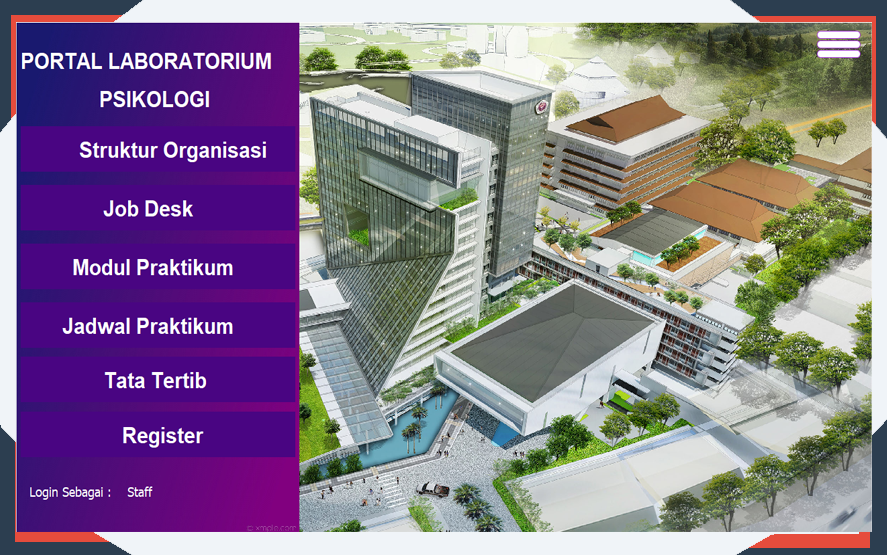 PORTAL LABORATORIUM
PSIKOLOGI
Struktur Organisasi
Job Desk
Modul Praktikum
Jadwal Praktikum
Tata Tertib
Register
Login Sebagai : Staff